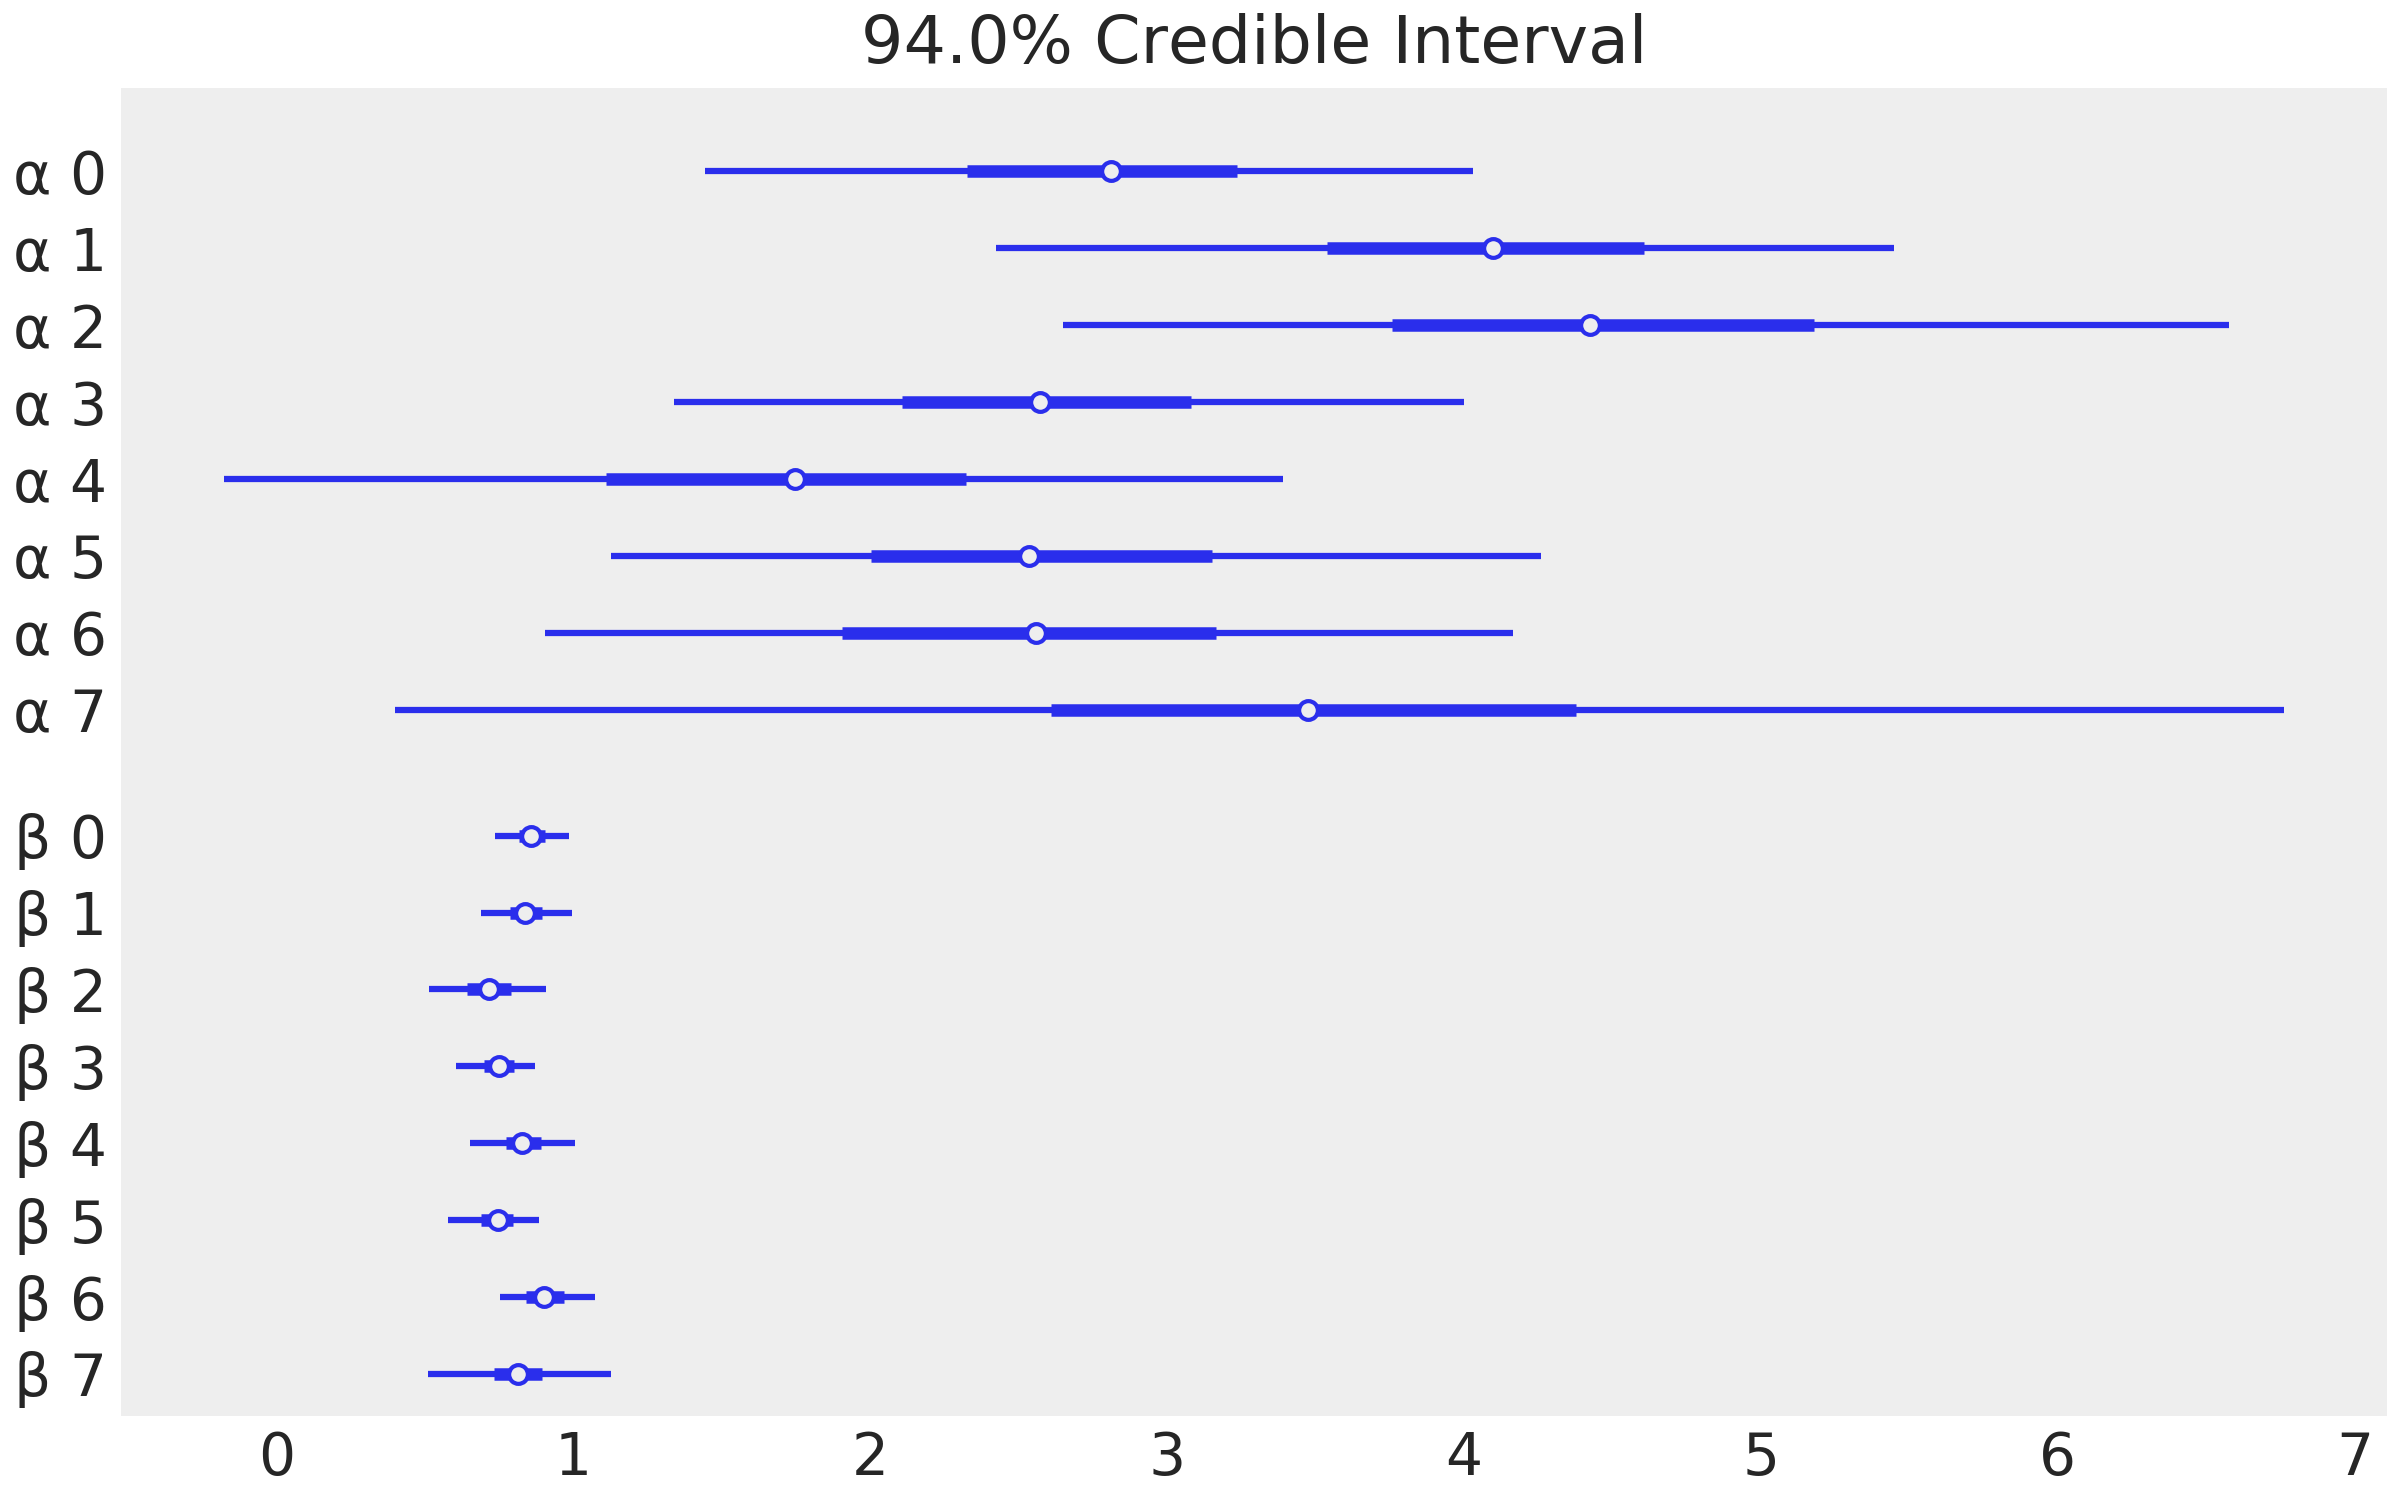 94.0% Credible Interval
α 0
α 1
α 2
α 3
α 4
α 5
α 6
α 7
β 0
β 1
β 2
β 3
β 4
β 5
β 6
β 7
0 1 2 3 4 5 6 7